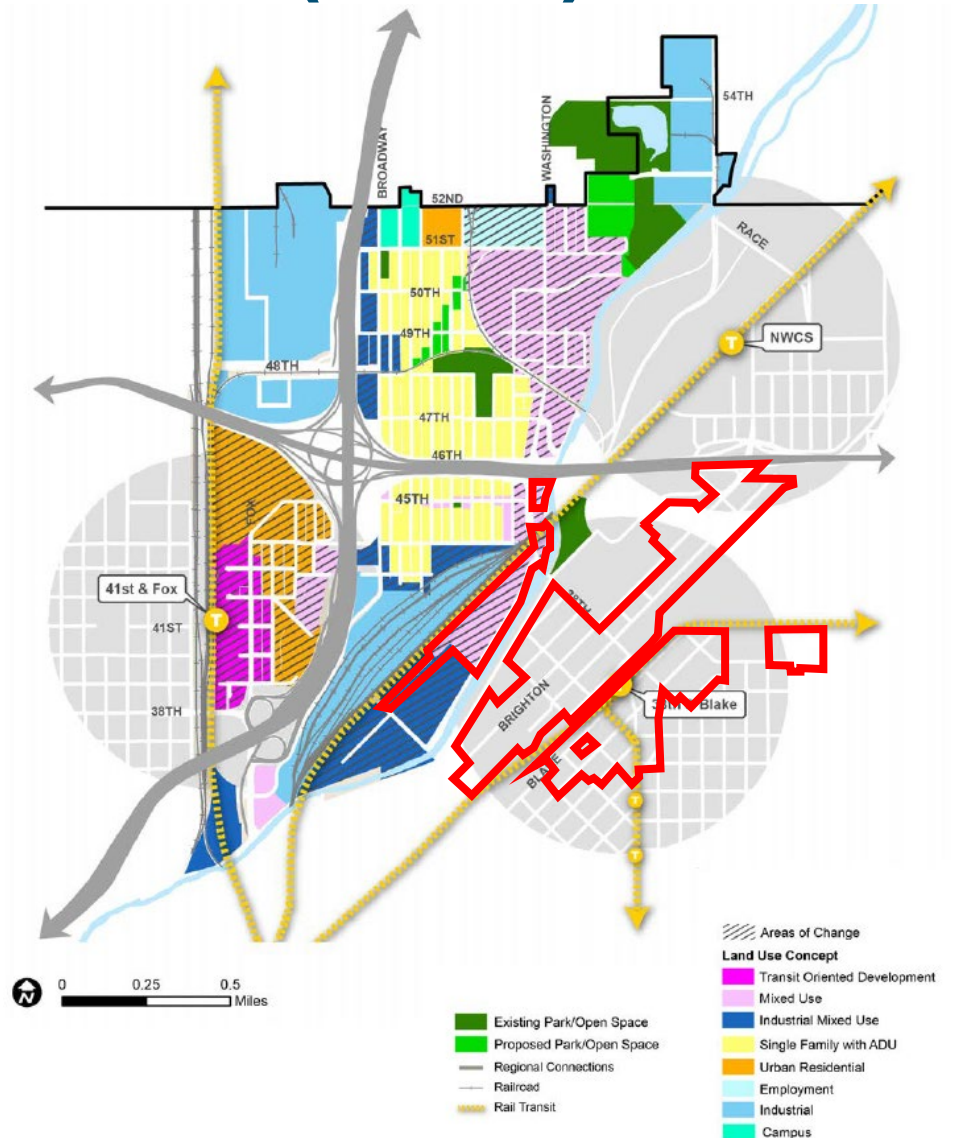 54TH
WASHINGTON
BROADWAY
52ND
51ST
RACE
50TH
49TH
NWCS
48TH
47TH
46TH
45TH
FOX
41st & Fox
38TH
41ST
BRIGHTON
38TH
Blake
BLAKE
Areas of Change
Land Use Concept
Transit Oriented Development
Mixed Use
Industrial Mixed Use
Single Family with ADU
Urban Residential
Employment
Industrial
Campus
N
0 0.25 0.5
Miles
Existing Park/Open Space
Proposed Park/Open Space
Regional Connections
Railroad
Rail Transit
T
T
T
T
T